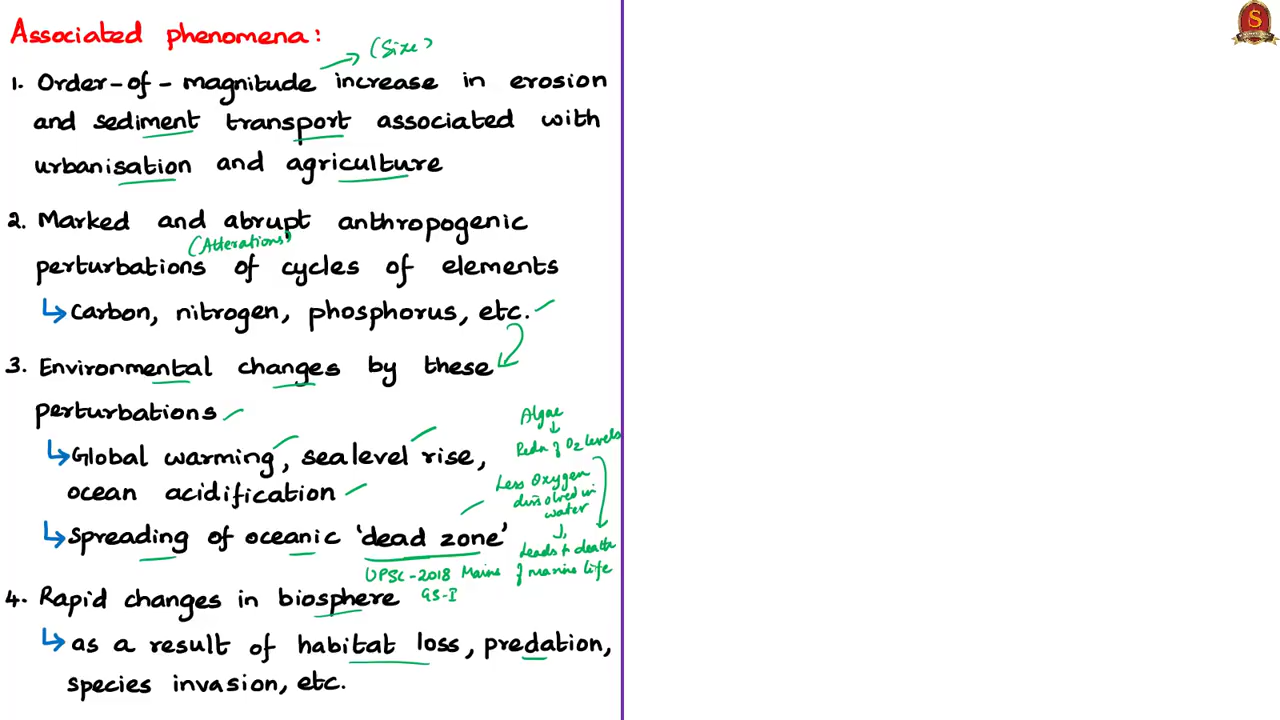 Associated phenomena:
(Size)
1. Order-of-magnitude increase in erosion
and sediment transport associated with
urbanisation and agriculture
2. Marked and abrupt anthropogenic
(Alterations)
perturbations of cycles of elements
Carbon, nitrogen, phosphorus, etc.
3. Environmental changes by these
perturbations
Global warming, sealevel rise,
ocean acidification
Spreading of oceanic 'dead zone'
Algae
Redn of O2 levels
Less Oxygen
dissolved in
water
Leads to death
of marine life
UPSC-2018 Mains
GS-I
4. Rapid changes in biosphere
as a result of habitat loss, predation,
species invasion, etc.
S